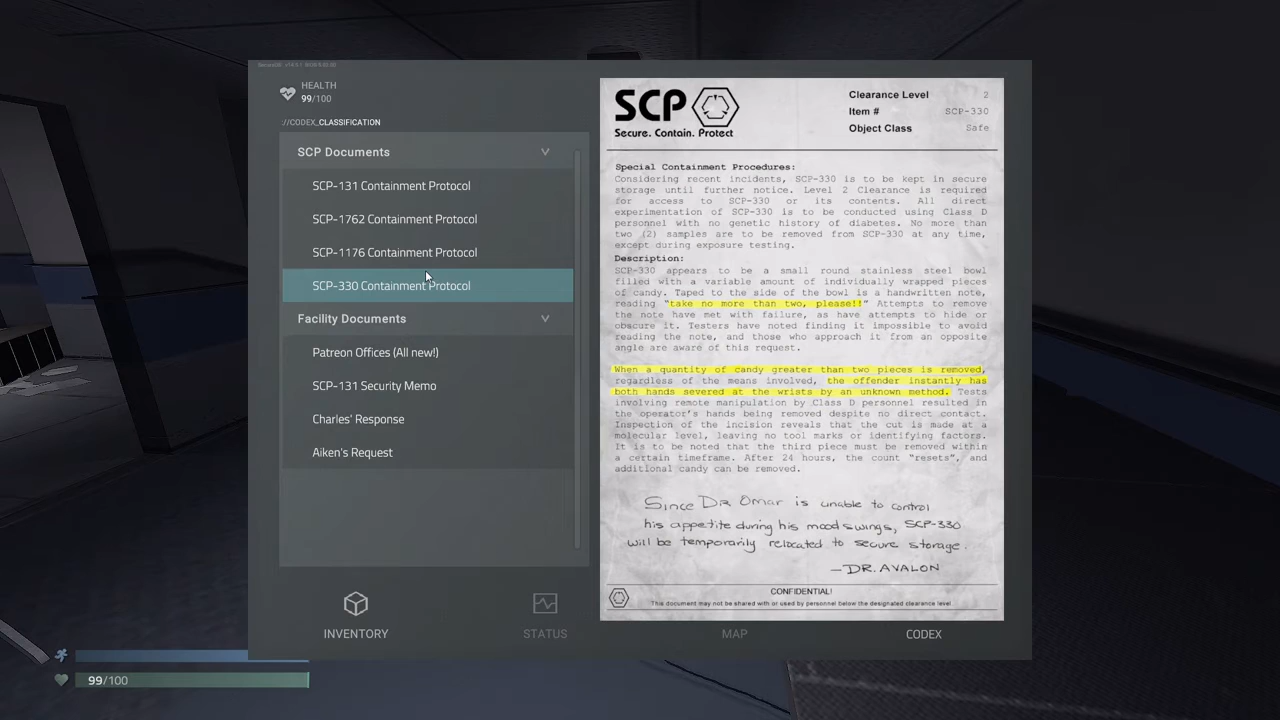 HEALTH
99/100
://CODEX_CLASSIFICATION
SCP Documents
SCP-131 Containment Protocol
SCP-1762 Containment Protocol
SCP-1176 Containment Protocol
SCP-330 Containment Protocol
Facility Documents
Patreon Offices (All new!)
SCP-131 Security Memo
Charles' Response
Aiken's Request
INVENTORY
STATUS
MAP
CODEX
99/100
SCP
Secure. Contain. Protect
Clearance Level 2
Item # SCP-330
Object Class Safe
Special Containment Procedures:
Considering recent incidents, SCP-330 is to be kept in secure
storage until further notice. Level 2 Clearance is required
for access to SCP-330 or its contents. All direct
experimentation of SCP-330 is to be conducted using Class D
personnel with no genetic history of diabetes. No more than
two (2) samples are to be removed from SCP-330 at any time,
except during exposure testing.
Description:
SCP-330 appears to be a small round stainless steel bowl
filled with a variable amount of individually wrapped pieces
of candy. Taped to the side of the bowl is a handwritten note,
reading "take no more than two, please!!" Attempts to remove
the note have met with failure, as have attempts to hide or
obscure it. Testers have noted finding it impossible to avoid
reading the note, and those who approach it from an opposite
angle are aware of this request.
When a quantity of candy greater than two pieces is removed,
regardless of the means involved, the offender instantly has
both hands severed at the wrists by an unknown method. Tests
involving remote manipulation by Class D personnel resulted in
the operator's hands being removed despite no direct contact.
Inspection of the incision reveals that the cut is made at a
molecular level, leaving no tool marks or identifying factors.
It is to be noted that the third piece must be removed within
a certain timeframe. After 24 hours, the count "resets", and
additional candy can be removed.
Since Dr Omar is unable to control
his appetite during his mood swings, SCP-330
will be temporarily relocated to secure storage.
—DR. AVALON
CONFIDENTIAL!
This document may not be shared with or used by personnel below the designated clearance level